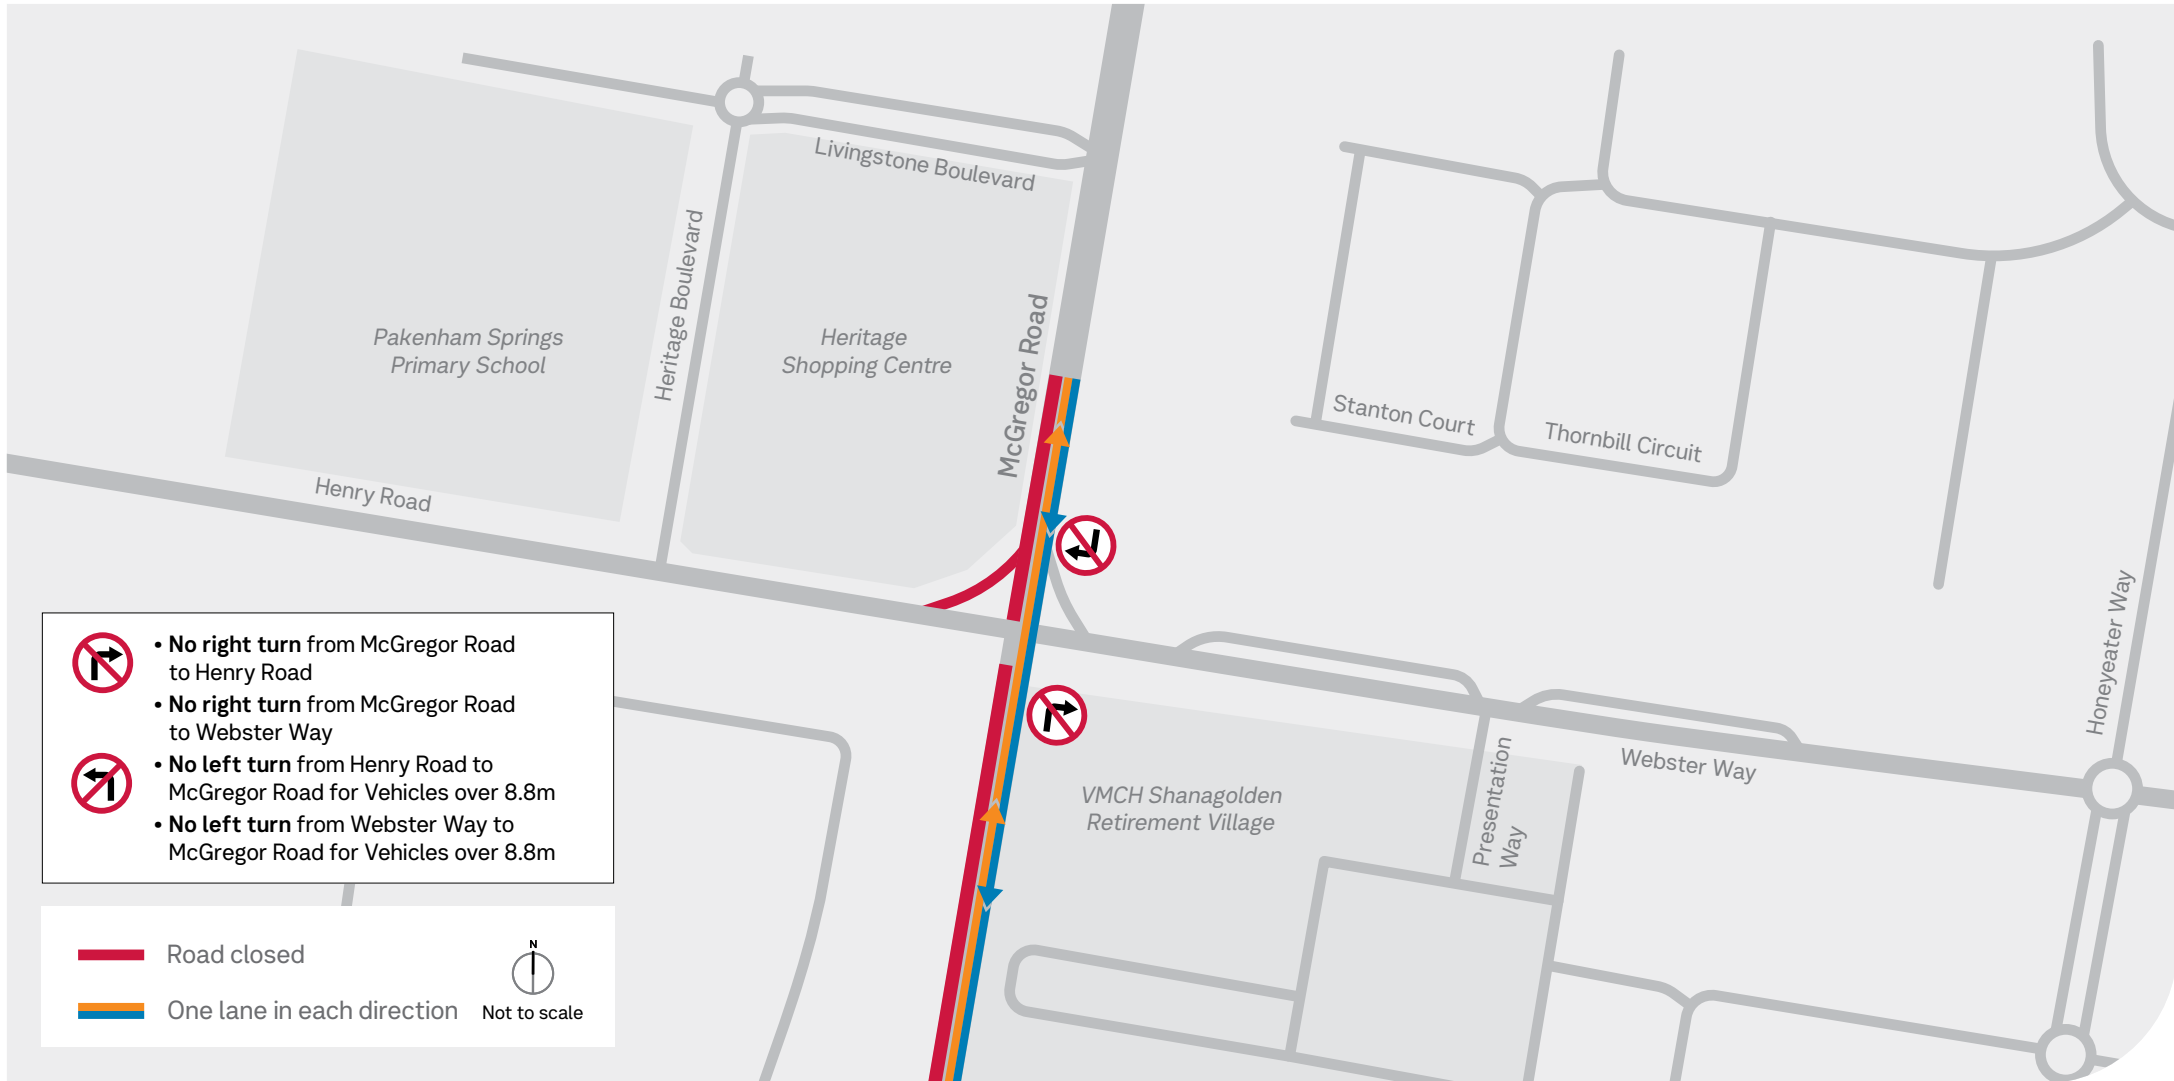 Livingstone Boulevard
Heritage Boulevard
McGregor Road
Pakenham Springs
Primary School
Heritage
Shopping Centre
Stanton Court
Thornbill Circuit
Henry Road
Honeyeater Way
• No right turn from McGregor Road
to Henry Road
• No right turn from McGregor Road
to Webster Way
• No left turn from Henry Road to
McGregor Road for Vehicles over 8.8m
• No left turn from Webster Way to
McGregor Road for Vehicles over 8.8m
VMCH Shanagolden
Retirement Village
Presentation
Way
Webster Way
Road closed
One lane in each direction
N
Not to scale